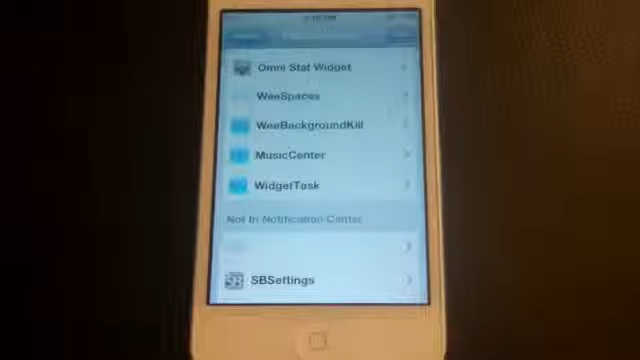 Omni Stat Widget
WeeSpaces
WeeBackgroundKill
MusicCenter
WidgetTask
Not In Notification Center
SBSettings